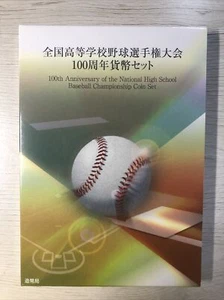 全国高等学校野球選手権大会
100周年貨幣セット
100th Anniversary of the National High School
Baseball Championship Coin Set
造幣局